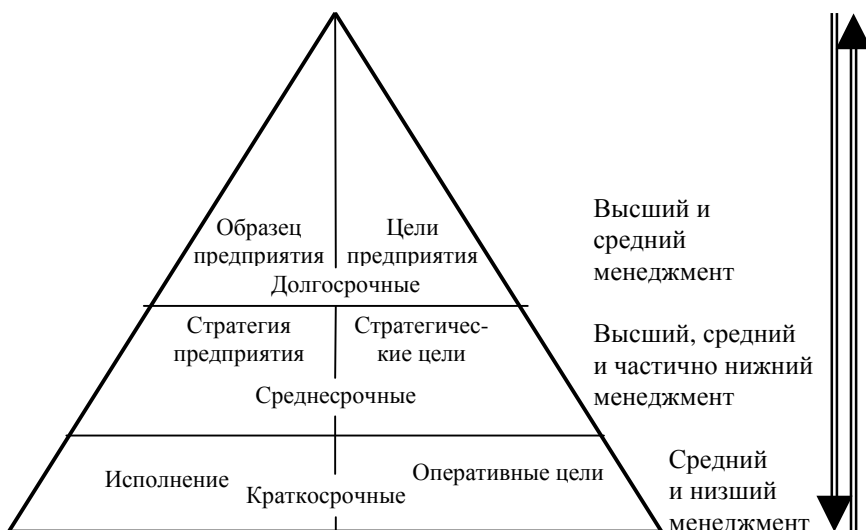 Образец
предприятия
Цели
предприятия
Долгосрочные
Высший и
средний
менеджмент
Стратегия
предприятия
Стратегичес-
кие цели
Среднесрочные
Высший, средний
и частично нижний
менеджмент
Исполнение
Оперативные цели
Краткосрочные
Средний
и низший
менеджмент